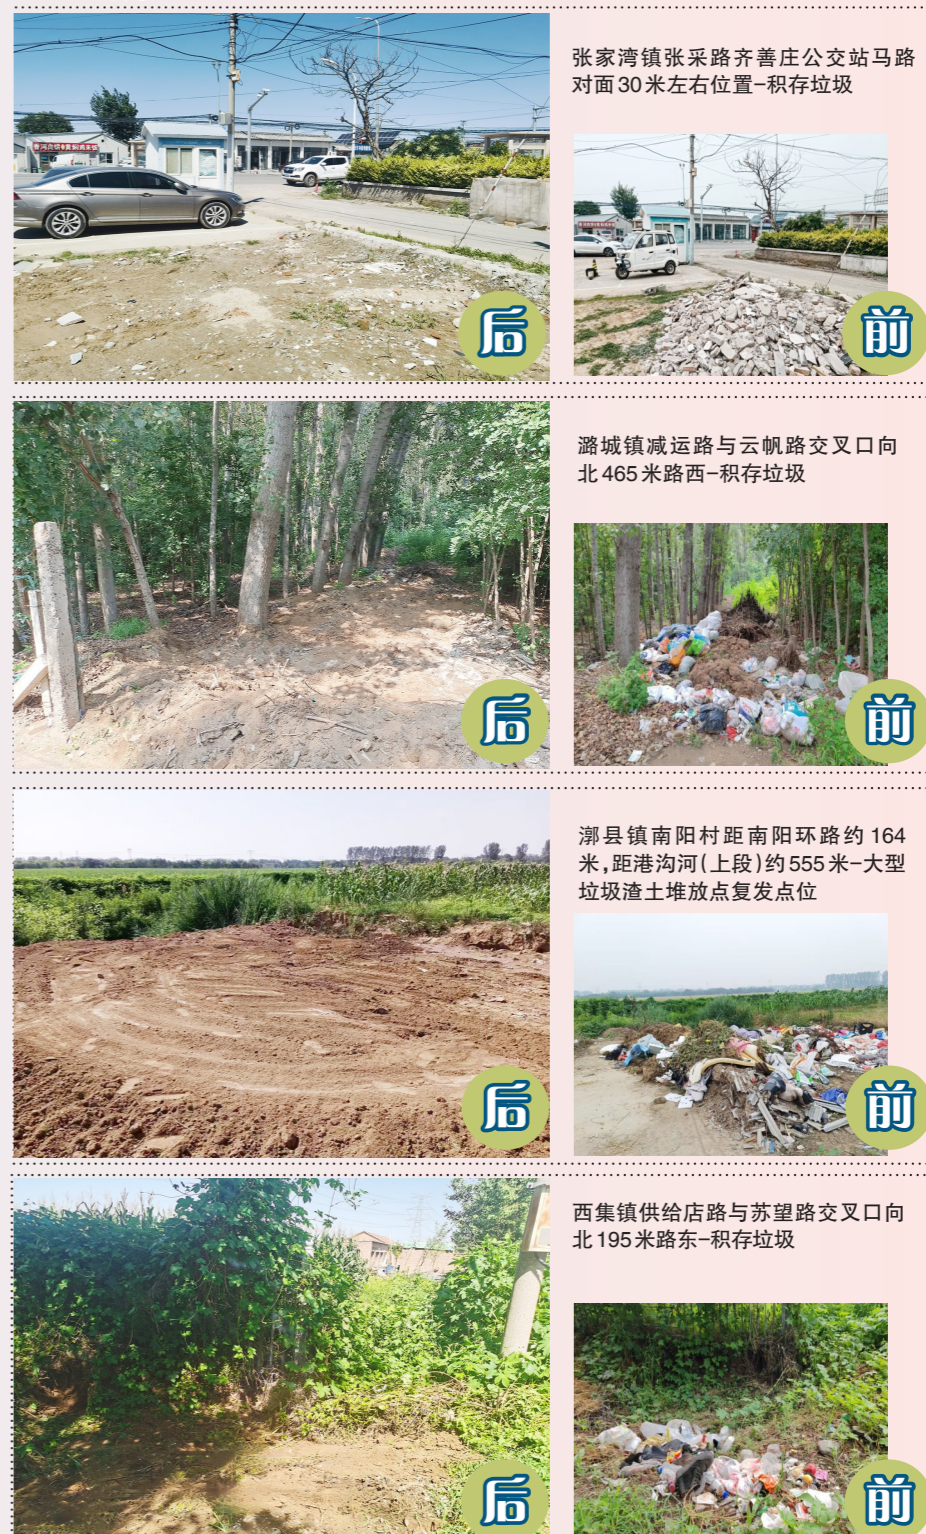 张家湾镇张采路齐善庄公交站马路
对面30米左右位置-积存垃圾
后
前
潞城镇减运路与云帆路交叉口向
北465米路西-积存垃圾
后
前
漷县镇南阳村距南阳环路约164
米,距港沟河(上段)约555米-大型
垃圾渣土堆放点复发点位
后
前
西集镇供给店路与苏望路交叉口向
北195米路东-积存垃圾
后
前